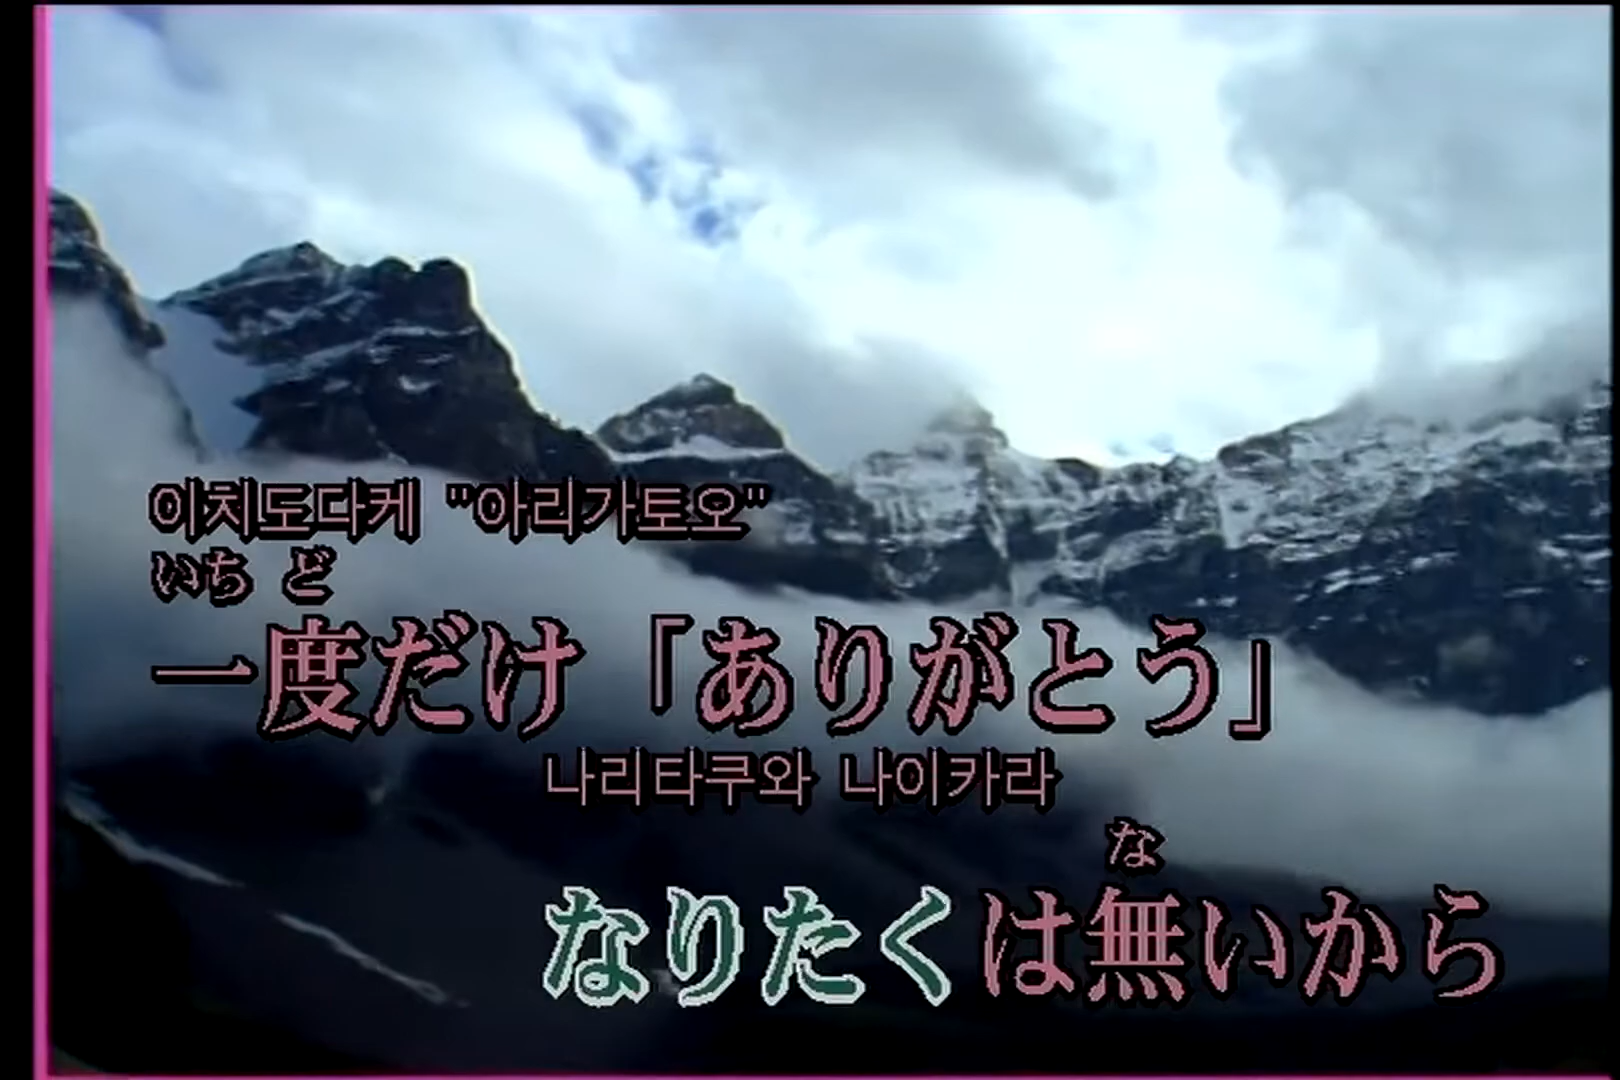 이치도다케 "아리가토오"
いち ど
一度だけ「ありがとう」
나리타쿠와 나이카라
な
なりたくは無いから